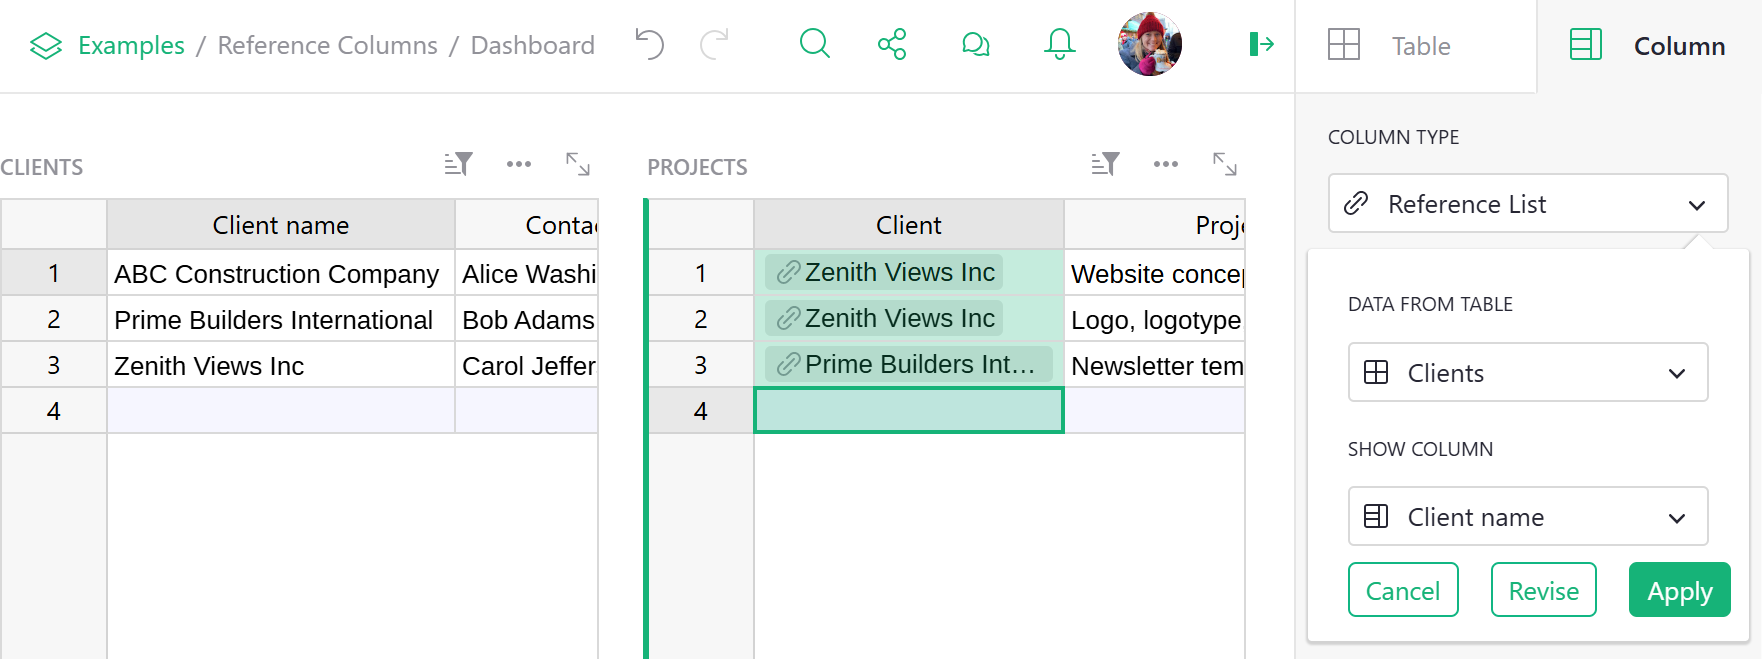 Examples / Reference Columns / Dashboard
Table
Column
CLIENTS
Client name Conta
1 ABC Construction Company Alice Washi
2 Prime Builders International Bob Adams
3 Zenith Views Inc Carol Jeffer
4
PROJECTS
Client Proje
1 Zenith Views Inc Website concep
2 Zenith Views Inc Logo, logotype
3 Prime Builders Int… Newsletter tem
4
COLUMN TYPE
Reference List
DATA FROM TABLE
Clients
SHOW COLUMN
Client name
Cancel Revise Apply